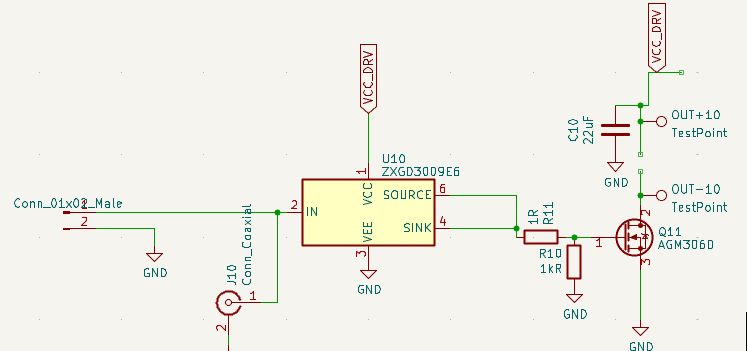 VCC_DRV
VCC_DRV
C10
22uF
OUT+10
TestPoint
GND
U10
ZXGD3009E6
1
VCC
SOURCE
6
2
IN
SINK
4
VEE
3
GND
Conn_01x02_Male
1
2
GND
J10
Conn_Coaxial
1
2
1R
R11
R10
1kR
GND
OUT-10
TestPoint
2
Q11
AGM306D
1
3
GND